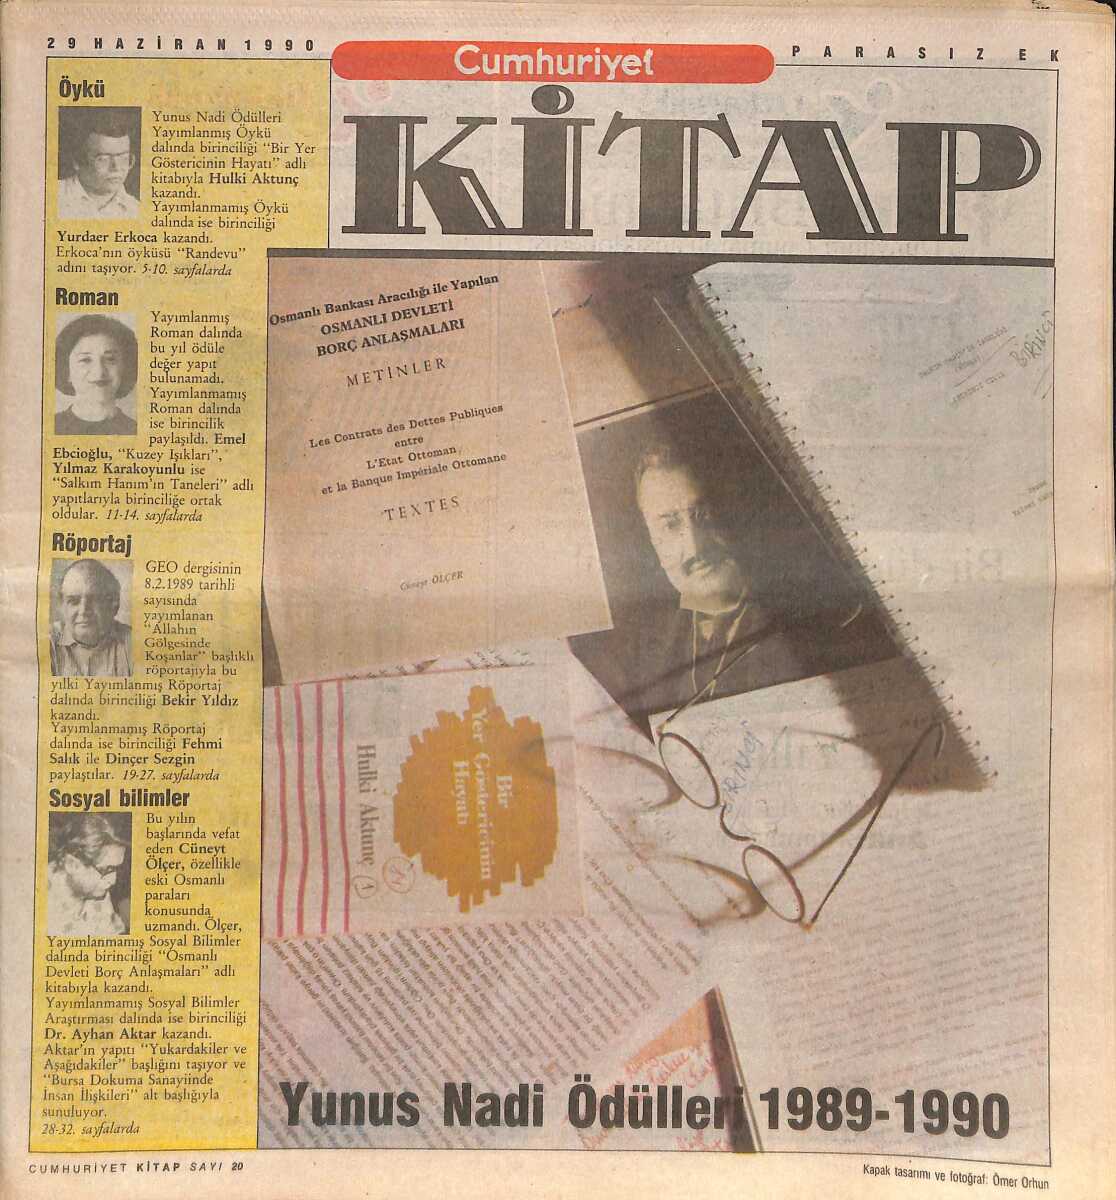 29 HAZİRAN 1990
Cumhuriyet
PARASIZ EK
KİTAP
Öykü
Yunus Nadi Ödülleri
Yayımlanmış Öykü
dalında birinciliği “Bir Yer
Göstericinin Hayatı” adlı
kitabıyla Hulki Aktunç
kazandı.
Yayımlanmamış Öykü
dalında ise birinciliği
Yurdaer Erkoca kazandı.
Erkoca’nın öyküsü “Randevu”
adını taşıyor. 5-10. sayfalarda
Roman
Yayımlanmış
Roman dalında
bu yıl ödüle
değer yapıt
bulunamadı.
Yayımlanmamış
Roman dalında
ise birincilik
paylaşıldı. Emel
Ebcioğlu, “Kuzey Işıkları”,
Yılmaz Karakoyunlu ise
“Salkım Hanım’ın Taneleri” adlı
yapıtlarıyla birinciliğe ortak
oldular. 11-14. sayfalarda
Röportaj
GEO dergisinin
8.2.1989 tarihli
sayısında
yayımlanan
“Allahın
Gölgesinde
Koşanlar” başlıklı
röportajıyla bu
yılki Yayımlanmış Röportaj
dalında birinciliği Bekir Yıldız
kazandı.
Yayımlanmamış Röportaj
dalında ise birinciliği Fehmi
Salık ile Dinçer Sezgin
paylaştılar. 19-27. sayfalarda
Sosyal bilimler
Bu yılın
başlarında vefat
eden Cüneyt
Ölçer, özellikle
eski Osmanlı
paraları
konusunda
uzmandı. Ölçer,
Yayımlanmamış Sosyal Bilimler
dalında birinciliği “Osmanlı
Devleti Borç Anlaşmaları” adlı
kitabıyla kazandı.
Yayımlanmamış Sosyal Bilimler
Araştırması dalında ise birinciliği
Dr. Ayhan Aktar kazandı.
Aktar’ın yapıtı “Yukardakiler ve
Aşağıdakiler” başlığını taşıyor ve
“Bursa Dokuma Sanayiinde
İnsan İlişkileri” alt başlığıyla
sunuluyor.
28-32. sayfalarda
Osmanlı Bankası Aracılığı ile Yapılan
OSMANLI DEVLETİ
BORÇ ANLAŞMALARI
METİNLER
Les Contrats des Dettes Publiques
entre
L’Etat Ottoman
et la Banque Impériale Ottomane
TEXTES
Cüneyt ÖLÇER
BİRİNCİ
BİRİNCİ
Bir
Yer Göstericinin
Hayatı
Hulki Aktunç
Yunus Nadi Ödülleri 1989-1990
CUMHURİYET KİTAP SAYI 20
Kapak tasarımı ve fotoğraf: Ömer Orhun